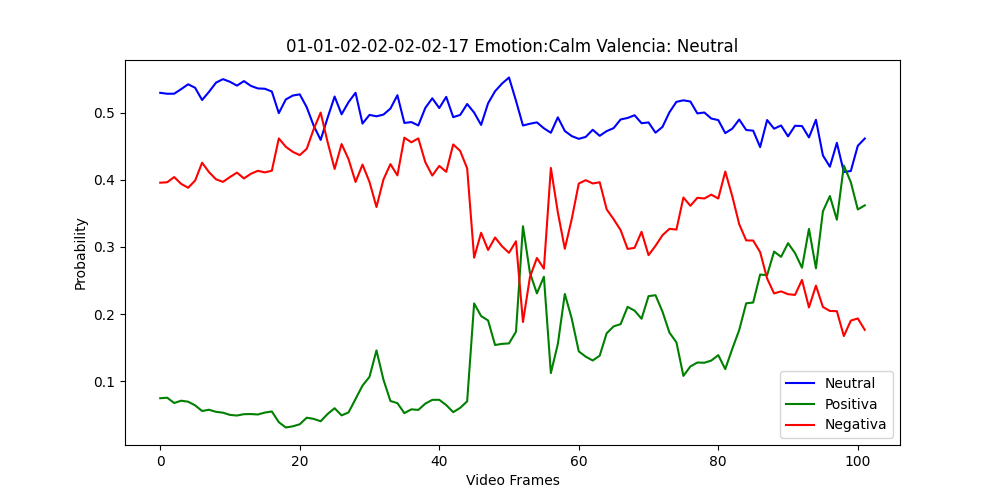 01-01-02-02-02-02-17 Emotion:Calm Valencia: Neutral
Probability
0.5
0.4
0.3
0.2
0.1
0 20 40 60 80 100
Video Frames
Neutral
Positiva
Negativa